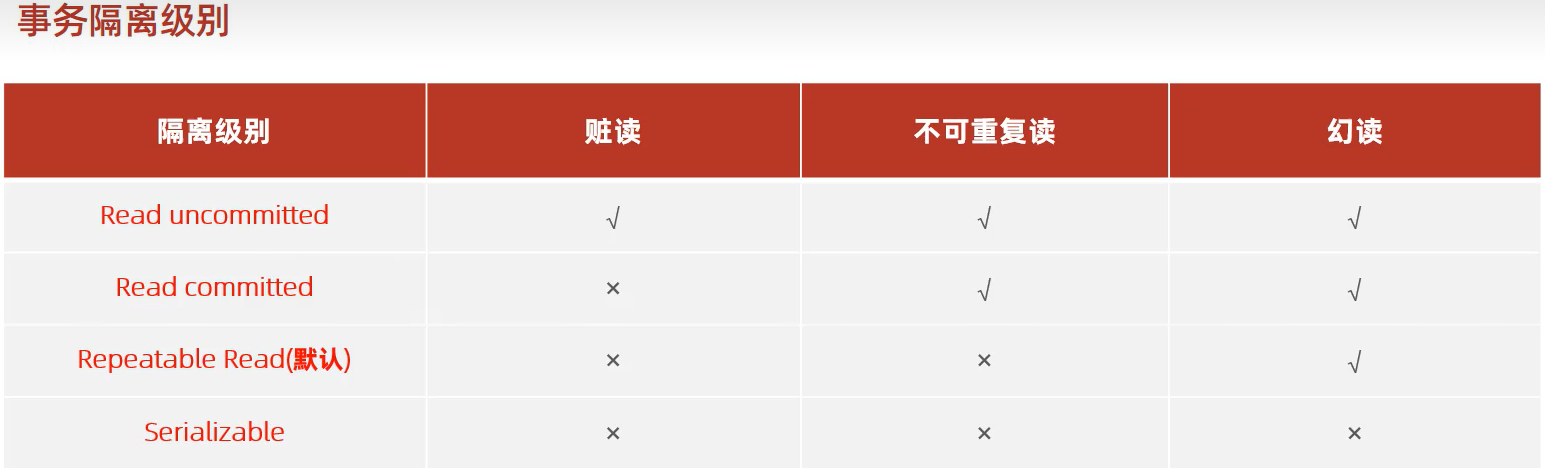 事务隔离级别
隔离级别 赃读 不可重复读 幻读
Read uncommitted √ √ √
Read committed × √ √
Repeatable Read(默认) × × √
Serializable × × ×